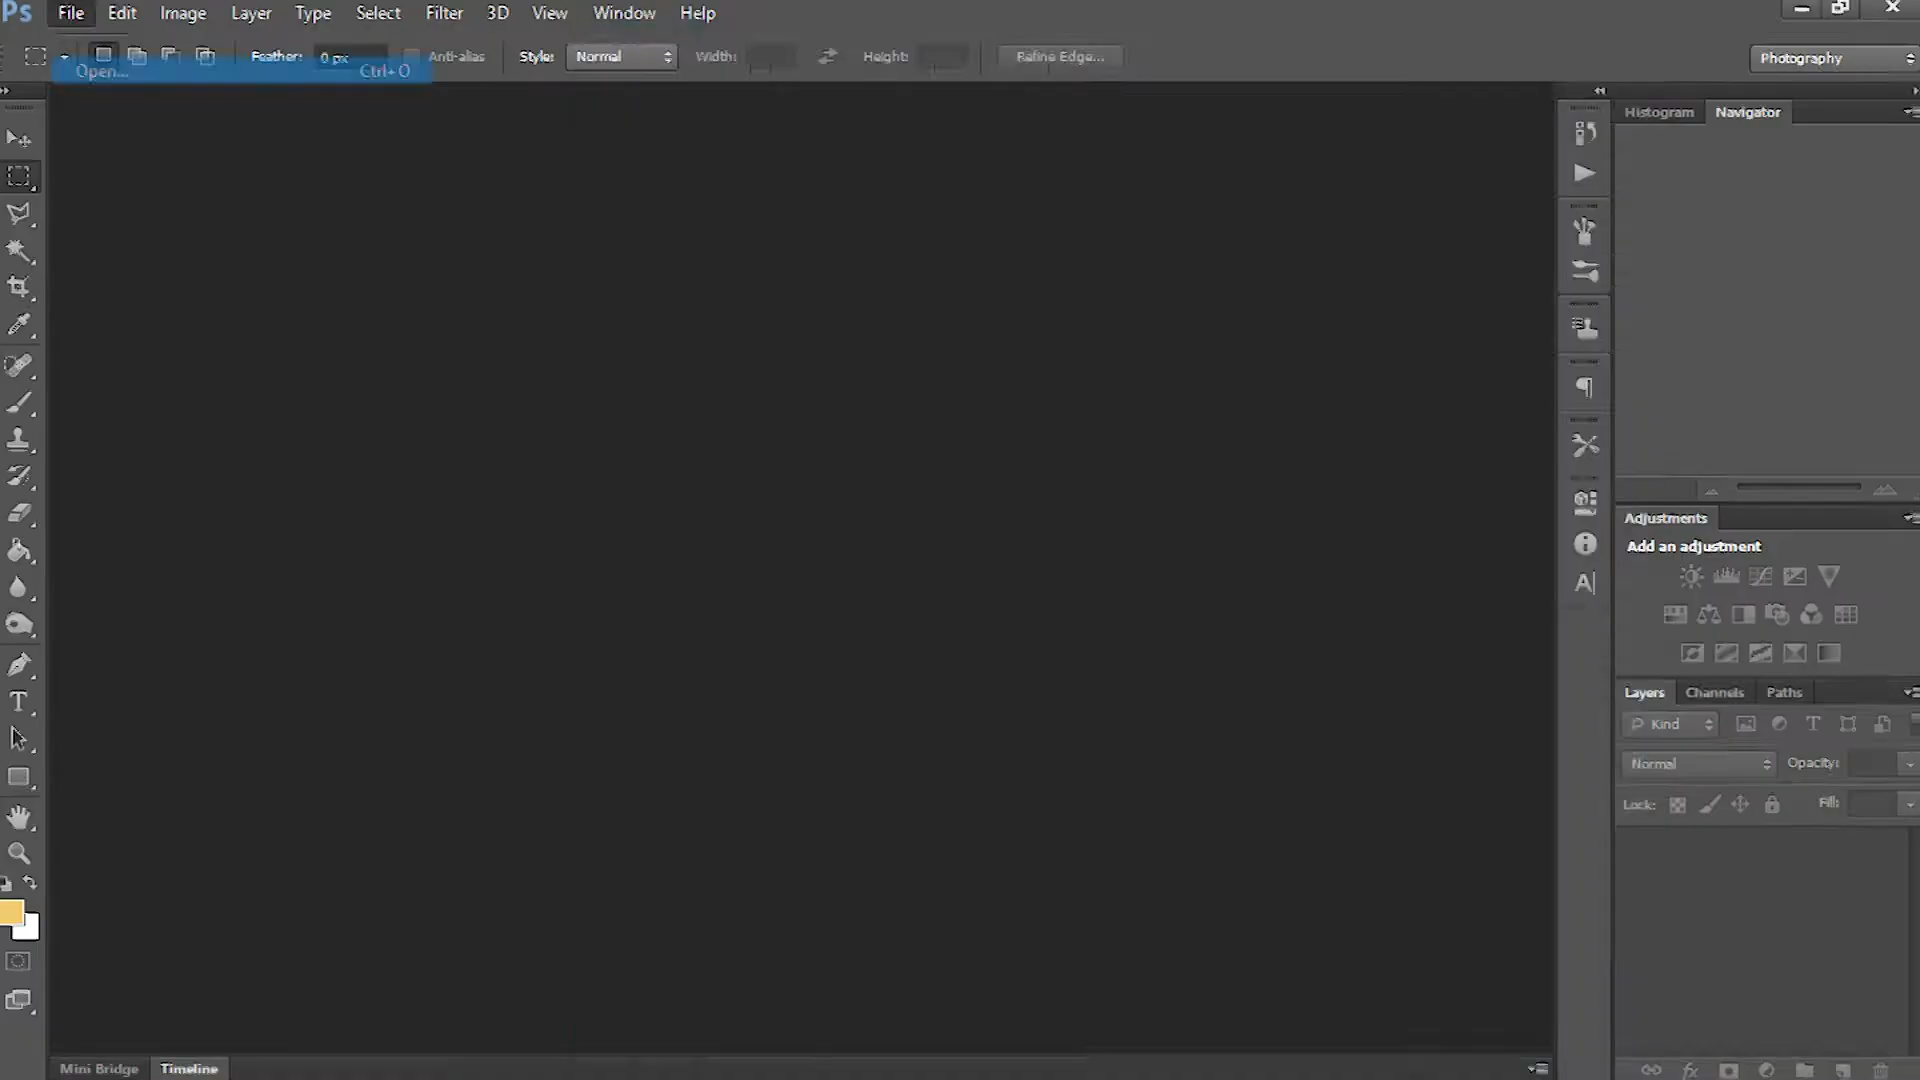 Ps File Edit Image Layer Type Select Filter 3D View Window Help
Feather: 0 px Anti-alias Style: Normal Width: Height: Refine Edge... Photography
Open... Ctrl+O
Histogram Navigator
Adjustments
Add an adjustment
Layers Channels Paths
Kind
Normal Opacity:
Lock: Fill:
Mini Bridge Timeline